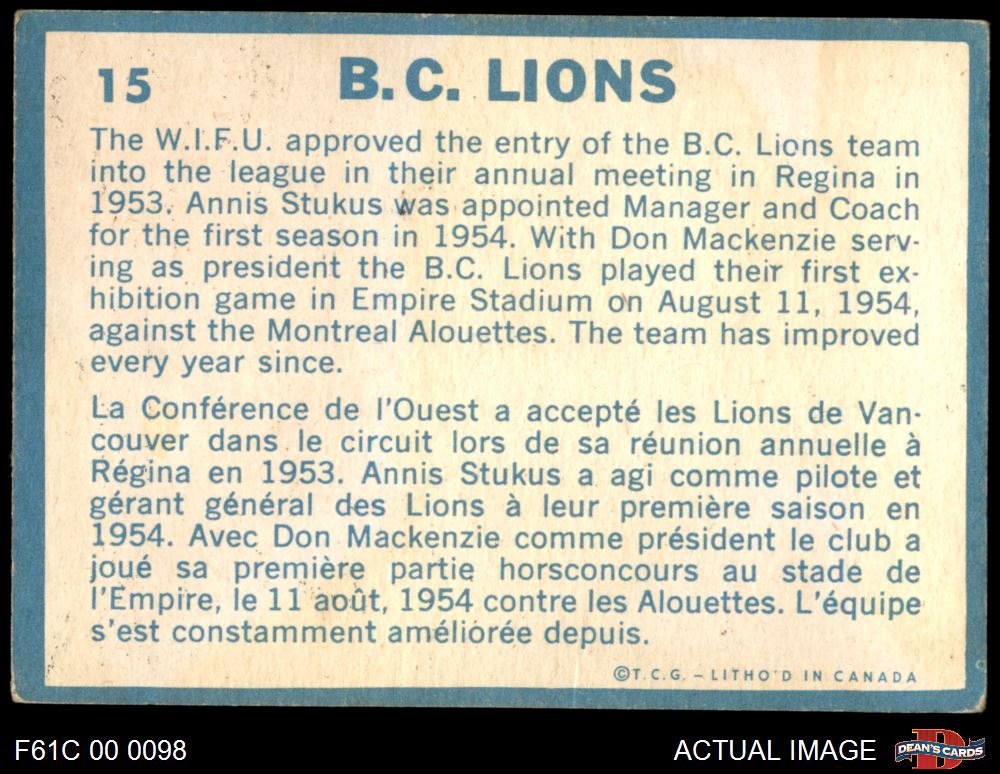 15 B.C. LIONS
The W.I.F.U. approved the entry of the B.C. Lions team
into the league in their annual meeting in Regina in
1953. Annis Stukus was appointed Manager and Coach
for the first season in 1954. With Don Mackenzie serv-
ing as president the B.C. Lions played their first ex-
hibition game in Empire Stadium on August 11, 1954,
against the Montreal Alouettes. The team has improved
every year since.
La Conférence de l'Ouest a accepté les Lions de Van-
couver dans le circuit lors de sa réunion annuelle à
Régina en 1953. Annis Stukus a agi comme pilote et
gérant général des Lions à leur première saison en
1954. Avec Don Mackenzie comme président le club a
joué sa première partie horsconcours au stade de
l'Empire, le 11 août, 1954 contre les Alouettes. L'équipe
s'est constamment améliorée depuis.
©T.C.G. – LITHO'D IN CANADA
F61C 00 0098 ACTUAL IMAGE DEAN'S CARDS